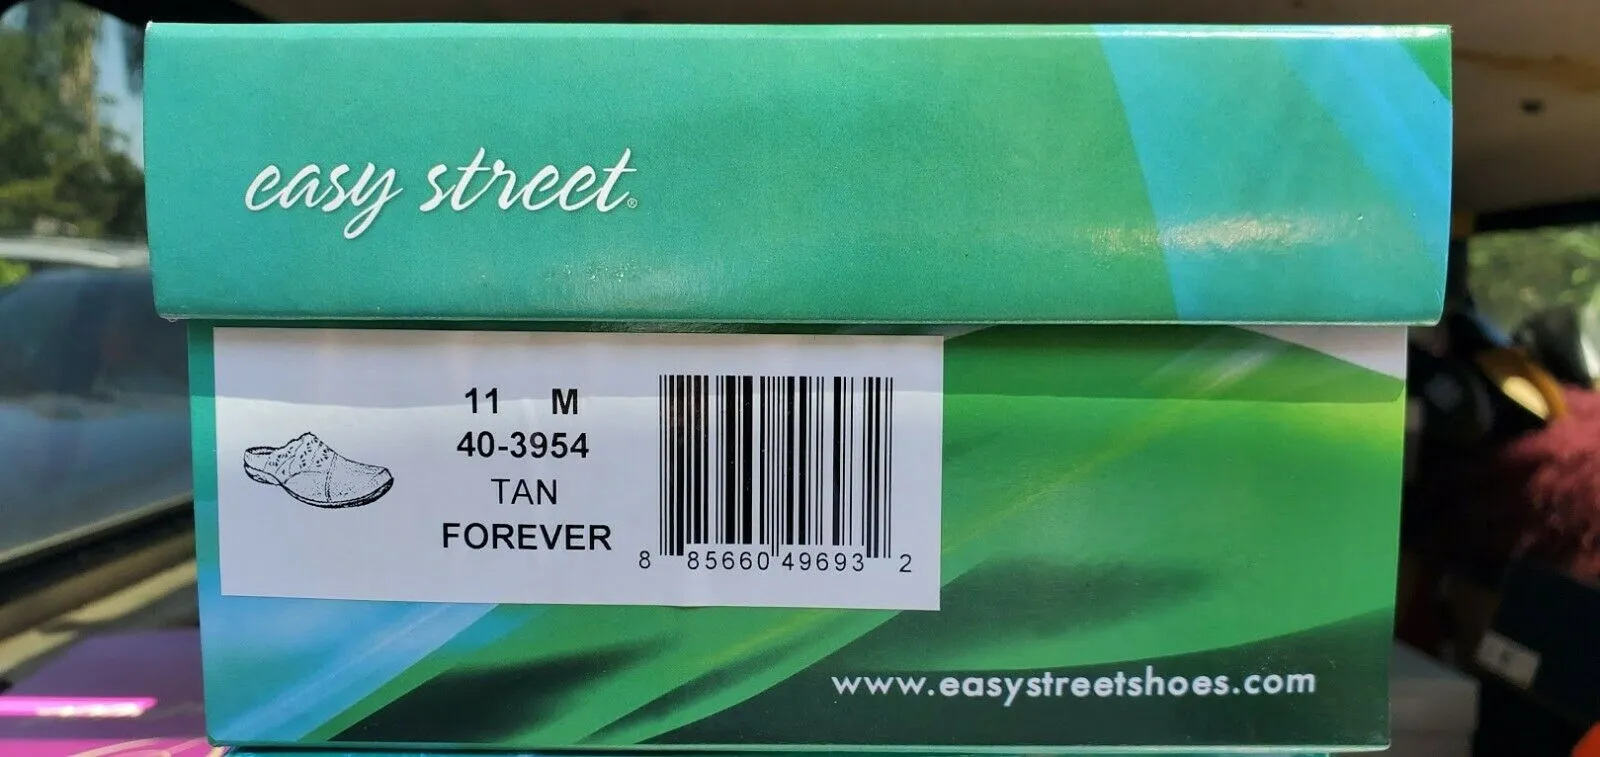 easy street®
11 M
40-3954
TAN
FOREVER
8 85660 49693 2
www.easystreetshoes.com